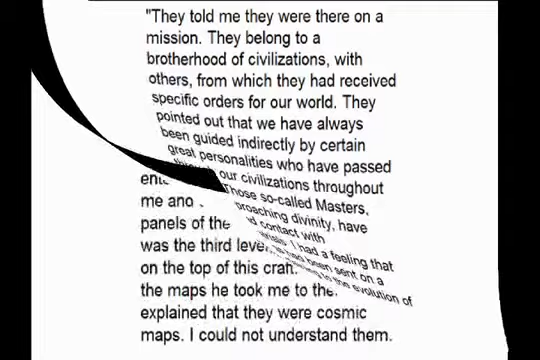 "They told me they were there on a
mission. They belong to a
brotherhood of civilizations, with
others, from which they had received
specific orders for our world. They
pointed out that we have always
been guided indirectly by certain
great personalities who have passed
our civilizations throughout
Those so-called Masters,
divinity, have
contact with
I had a feeling that
been sent on a
the evolution of
me and
panels of the
was the third
on the top of this
the maps he took me to
explained that they were cosmic
maps. I could not understand them.